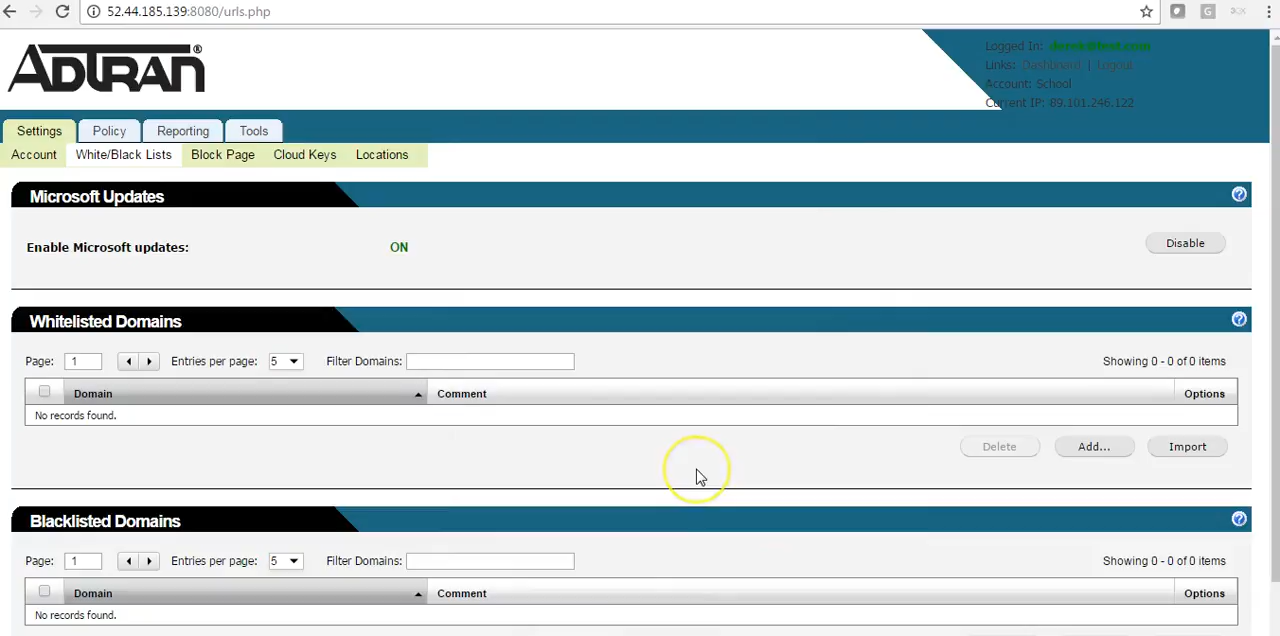 52.44.185.139:8080/urls.php
ADTRAN®
Logged In:
Links: Dashboard | Logout
Account: School
Current IP: 89.101.246.122
Settings Policy Reporting Tools
Account White/Black Lists Block Page Cloud Keys Locations
Microsoft Updates ?
Enable Microsoft updates: ON Disable
Whitelisted Domains ?
Page: 1 Entries per page: 5 Filter Domains: Showing 0 - 0 of 0 items
Domain Comment Options
No records found.
Delete Add... Import
Blacklisted Domains ?
Page: 1 Entries per page: 5 Filter Domains: Showing 0 - 0 of 0 items
Domain Comment Options
No records found.